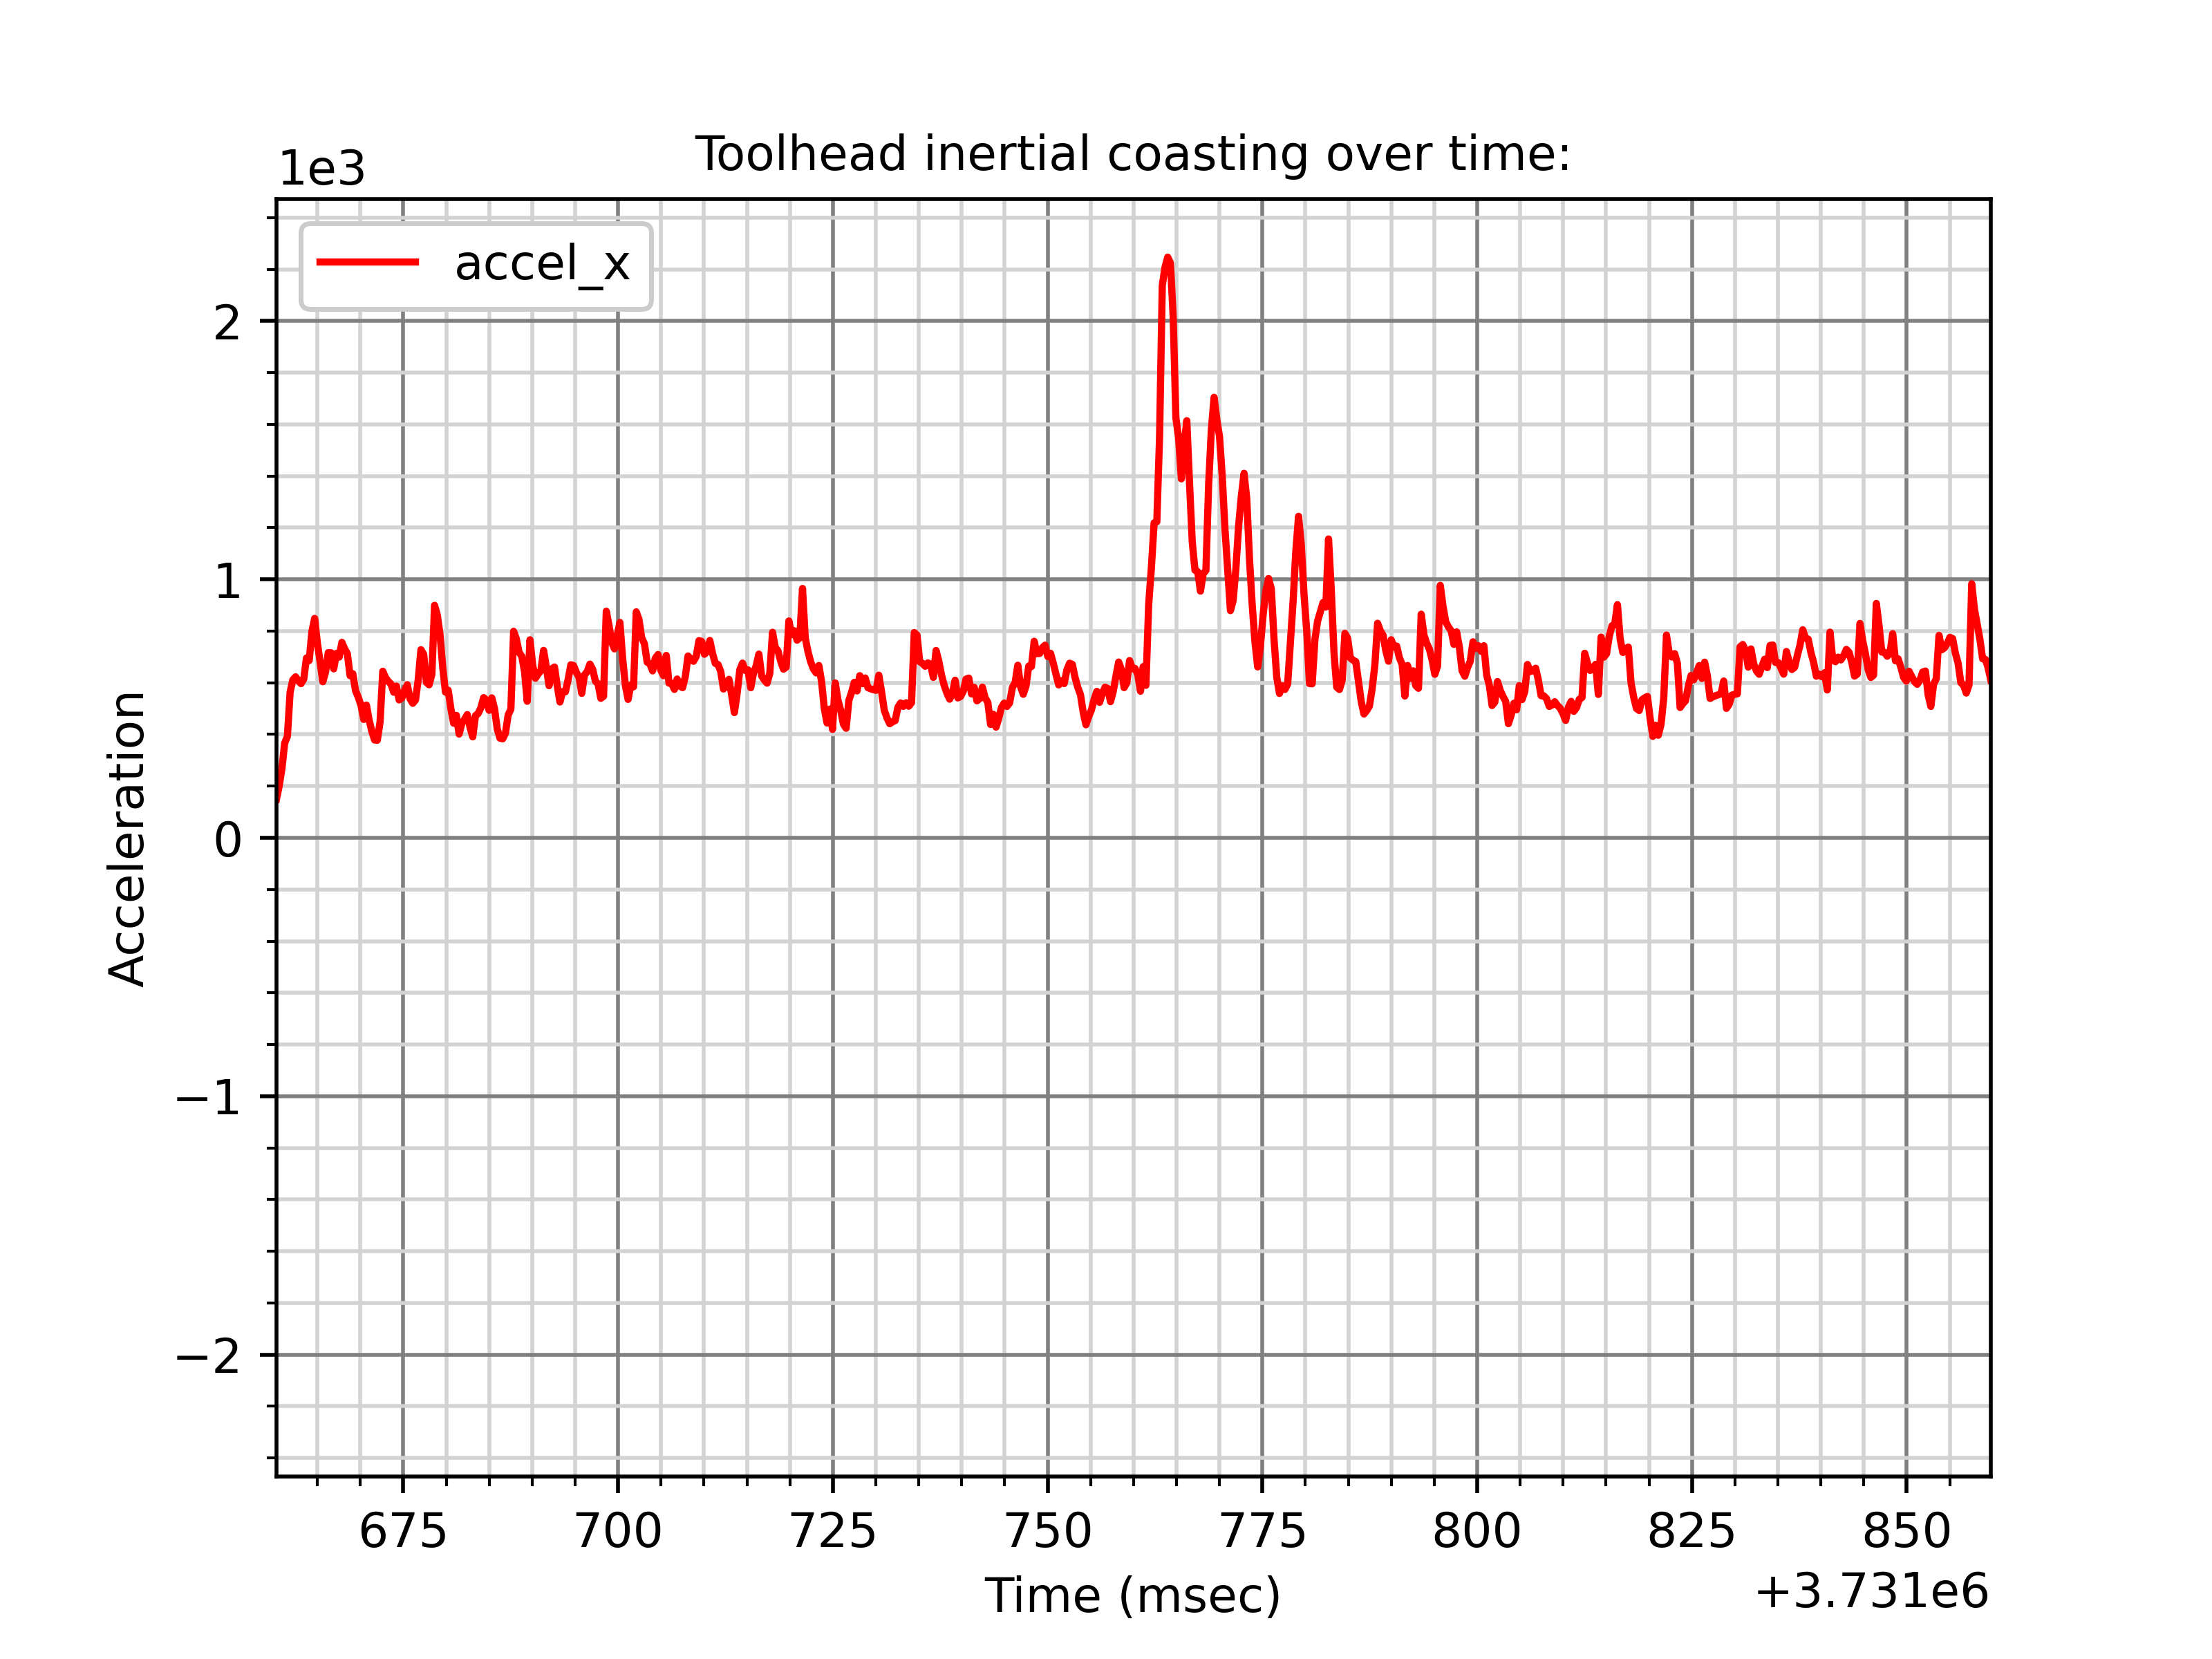 Toolhead inertial coasting over time:
1e3
accel_x
2
1
0
−1
−2
Acceleration
675 700 725 750 775 800 825 850
Time (msec)
+3.731e6